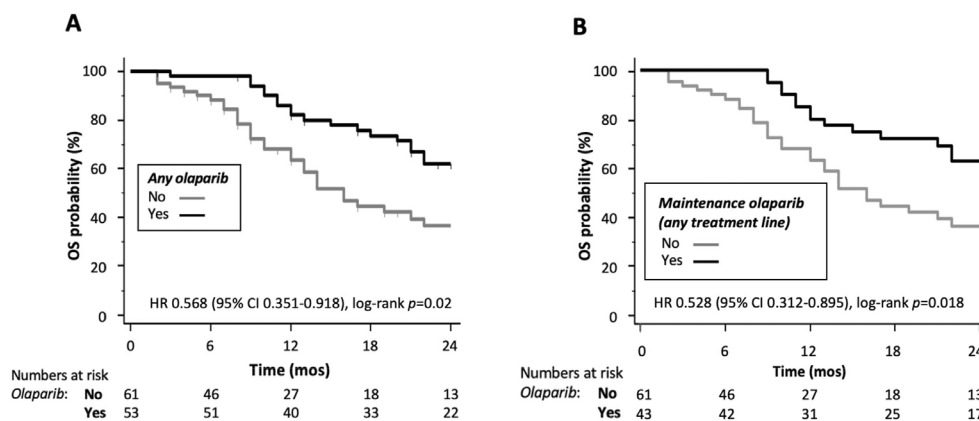 A
OS probability (%)
100
80
60
40
20
0
Any olaparib
No
Yes
HR 0.568 (95% CI 0.351-0.918), log-rank p=0.02
0 6 12 18 24
Time (mos)
Numbers at risk
Olaparib: No 61 46 27 18 13
Yes 53 51 40 33 22
B
OS probability (%)
100
80
60
40
20
0
Maintenance olaparib
(any treatment line)
No
Yes
HR 0.528 (95% CI 0.312-0.895), log-rank p=0.018
0 6 12 18 24
Time (mos)
Numbers at risk
Olaparib: No 61 46 27 18 13
Yes 43 42 31 25 17